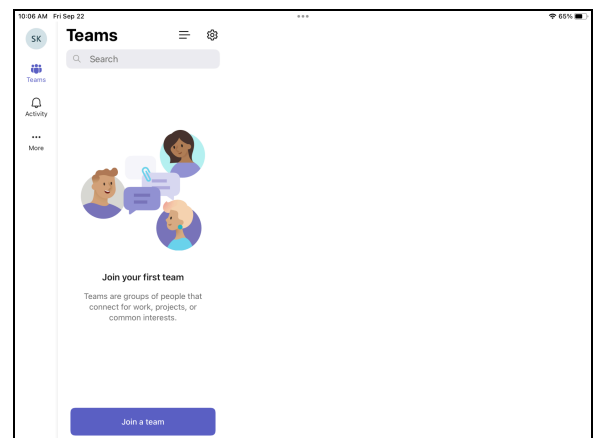 10:06 AM Fri Sep 22
65%
SK
Teams
Search
Teams
Activity
More
Join your first team
Teams are groups of people that
connect for work, projects, or
common interests.
Join a team